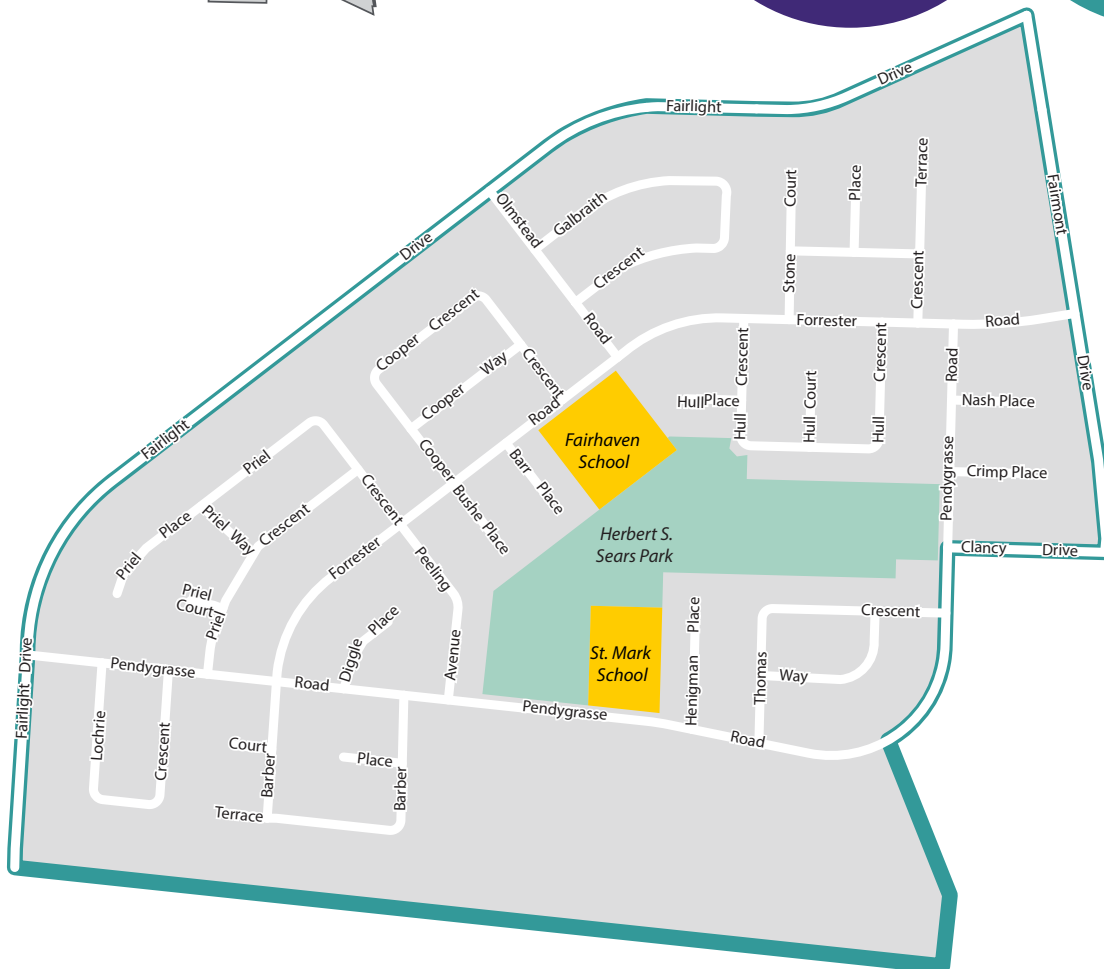 Drive
Fairlight
Terrace
Place
Court
Fairmont
Olmstead
Galbraith
Drive
Crescent
Stone
Crescent
Crescent
Cooper
Road
Forrester
Road
Drive
Crescent
Way
Cooper
Crescent
Crescent
Crescent
Road
Hull Place
Hull Court
Nash Place
Road
Hull
Hull
Fairlight
Fairhaven
School
Priel
Cooper
Barr Place
Crimp Place
Pendygrasse
Crescent
Bushe Place
Place
Priel Way
Crescent
Herbert S.
Sears Park
Clancy Drive
Forrester
Peeling
Priel
Priel
Court
Priel
Place
Diggle
Place
Crescent
Avenue
St. Mark
School
Henigman
Thomas
Way
Fairlight Drive
Pendygrasse
Road
Pendygrasse
Road
Lochrie
Crescent
Court
Barber
Place
Barber
Terrace